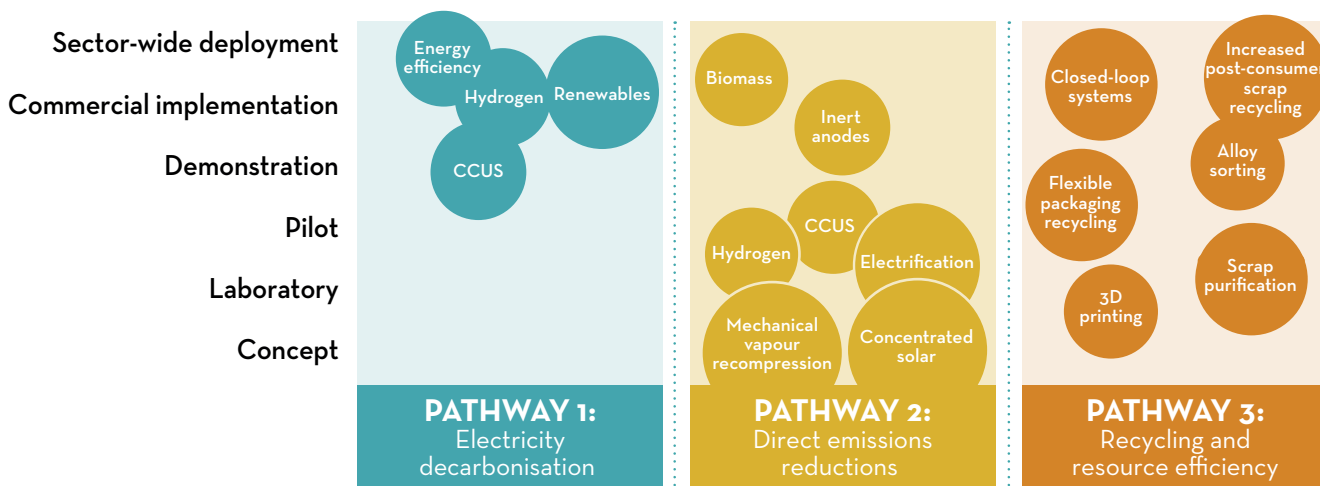 Sector-wide deployment
Commercial implementation
Demonstration
Pilot
Laboratory
Concept
Energy
efficiency
Hydrogen
Renewables
CCUS
PATHWAY 1:
Electricity
decarbonisation
Biomass
Inert
anodes
CCUS
Hydrogen
Electrification
Mechanical
vapour
recompression
Concentrated
solar
PATHWAY 2:
Direct emissions
reductions
Closed-loop
systems
Increased
post-consumer
scrap
recycling
Alloy
sorting
Flexible
packaging
recycling
Scrap
purification
3D
printing
PATHWAY 3:
Recycling and
resource efficiency